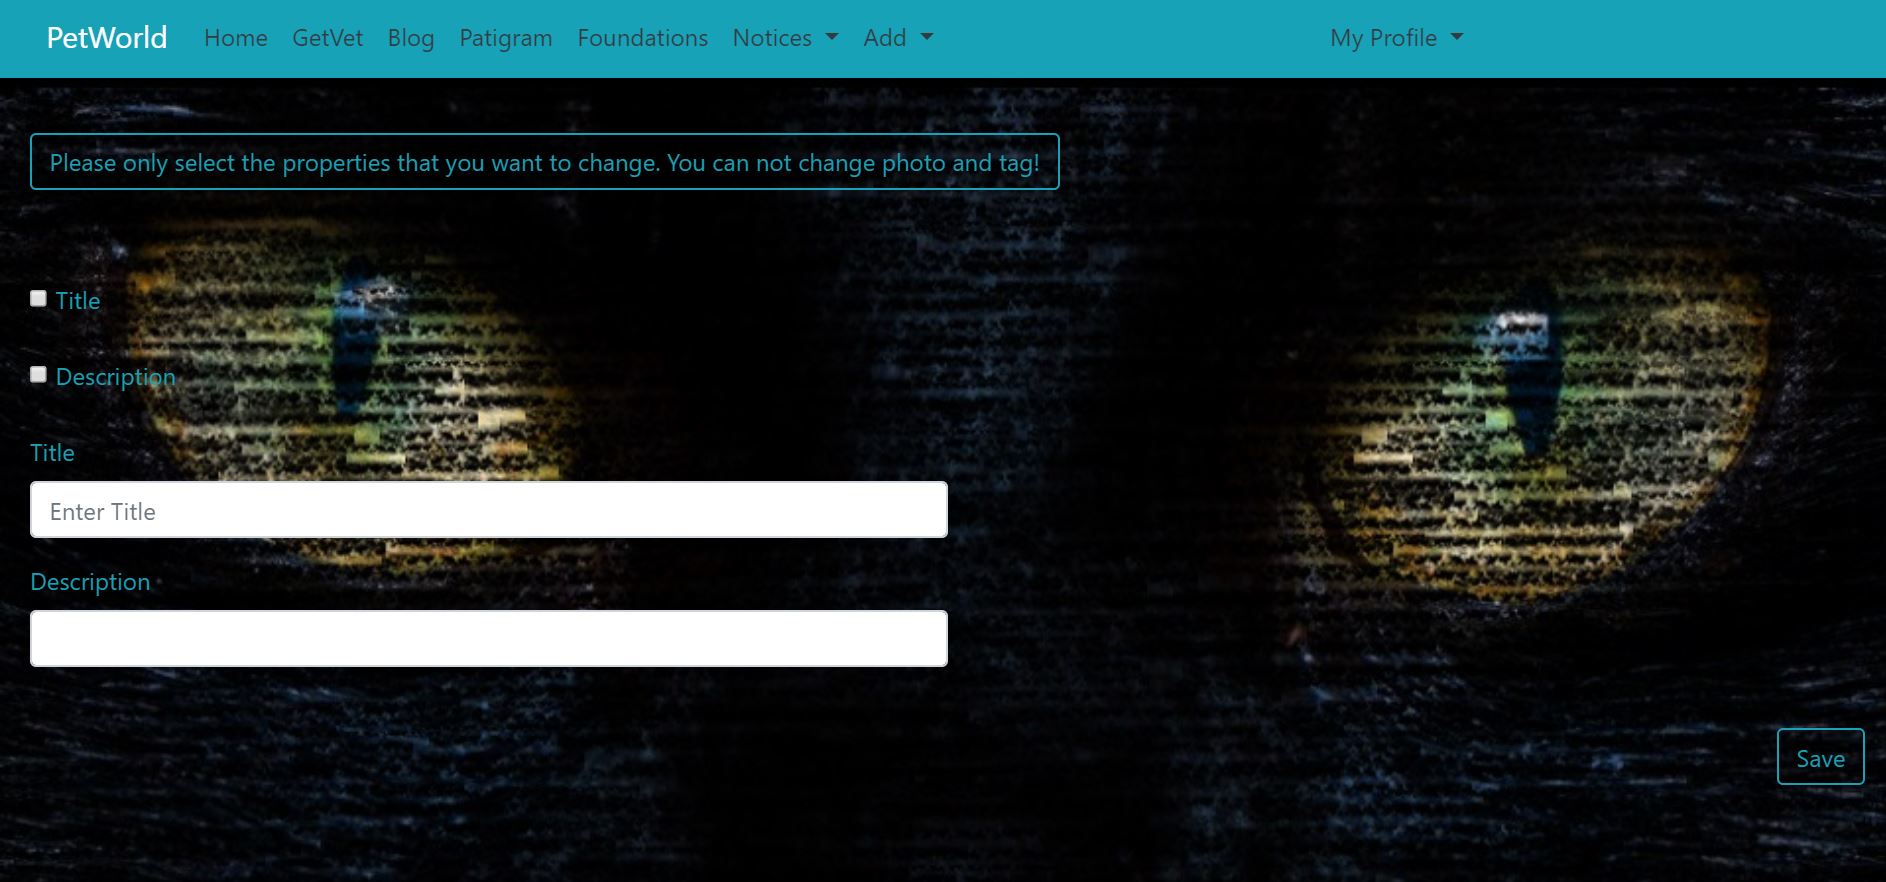 PetWorld Home GetVet Blog Patigram Foundations Notices Add My Profile
Please only select the properties that you want to change. You can not change photo and tag!
Title
Description
Title
Enter Title
Description
Save